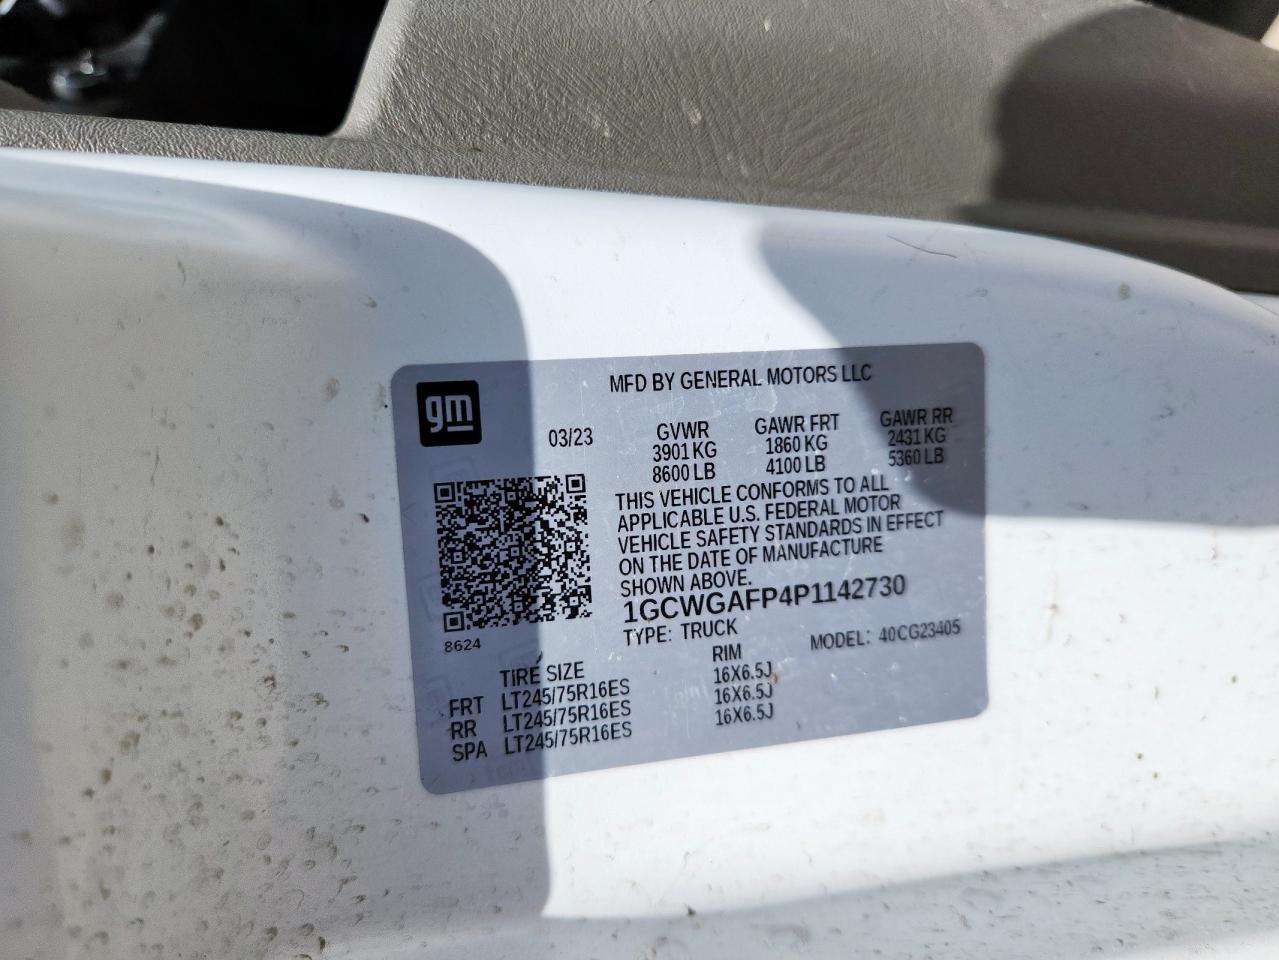 gm
MFD BY GENERAL MOTORS LLC
03/23
GVWR
3901 KG
8600 LB
GAWR FRT
1860 KG
4100 LB
GAWR RR
2431 KG
5360 LB
THIS VEHICLE CONFORMS TO ALL
APPLICABLE U.S. FEDERAL MOTOR
VEHICLE SAFETY STANDARDS IN EFFECT
ON THE DATE OF MANUFACTURE
SHOWN ABOVE.
1GCWGAFP4P1142730
8624
TYPE: TRUCK
MODEL: 40CG23405
TIRE SIZE RIM
FRT LT245/75R16ES 16X6.5J
RR LT245/75R16ES 16X6.5J
SPA LT245/75R16ES 16X6.5J